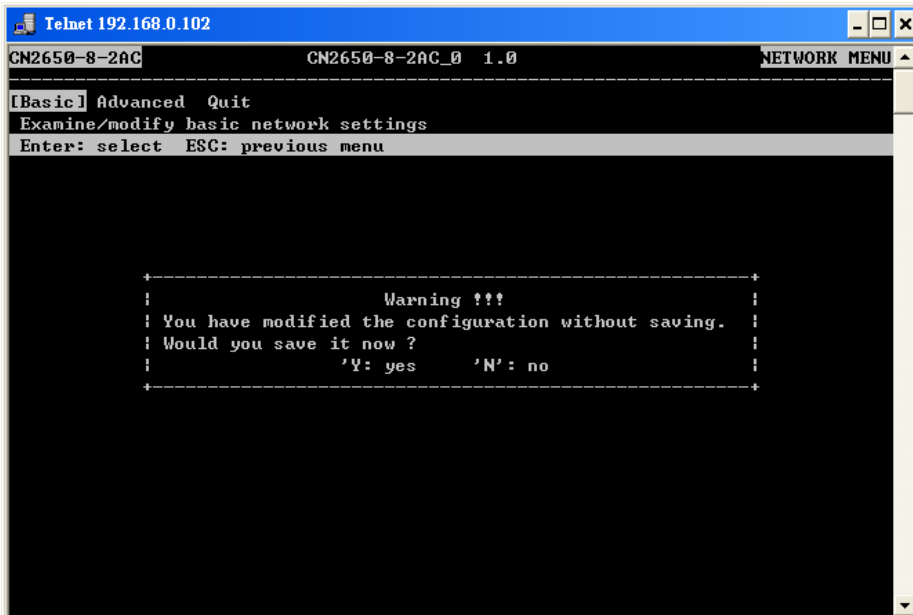 Telnet 192.168.0.102
CN2650-8-2AC CN2650-8-2AC_0 1.0 NETWORK MENU
[Basic] Advanced Quit
Examine/modify basic network settings
Enter: select ESC: previous menu
Warning !!!
You have modified the configuration without saving.
Would you save it now ?
'Y: yes 'N': no